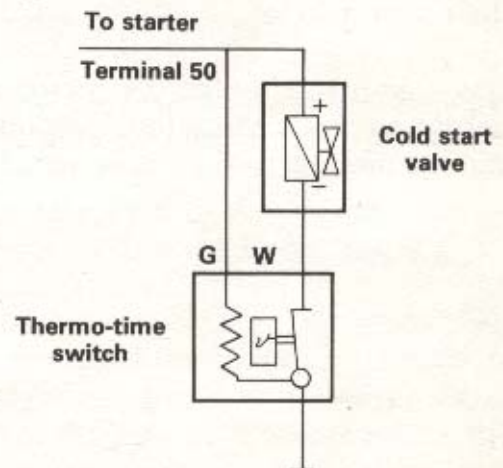 To starter
Terminal 50
+
Cold start
valve
−
G W
Thermo-time
switch